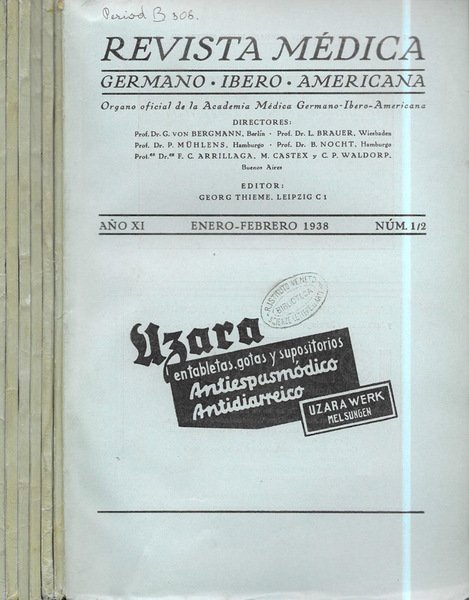 Period B 306.
REVISTA MÉDICA
GERMANO · IBERO · AMERICANA
Organo oficial de la Academia Médica Germano-Ibero-Americana
DIRECTORES:
Prof. Dr. G. VON BERGMANN, Berlin · Prof. Dr. L. BRAUER, Wiesbaden
Prof. Dr. P. MÜHLENS, Hamburgo · Prof. Dr. B. NOCHT, Hamburgo
Prof.es Dr.es F. C. ARRILLAGA, M. CASTEX y C. P. WALDORP,
Buenos Aires
EDITOR:
GEORG THIEME, LEIPZIG C 1
AÑO XI ENERO-FEBRERO 1938 NÚM. 1/2
R. ISTITUTO VENETO
BIBLIOTECA
Uzara
en tabletas, gotas y supositorios
Antiespasmódico
Antidiarreico
UZARA WERK
MELSUNGEN